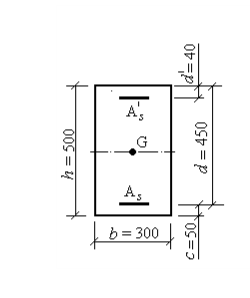 d' = 40
A's
G
h = 500
d = 450
As
b = 300
c = 50